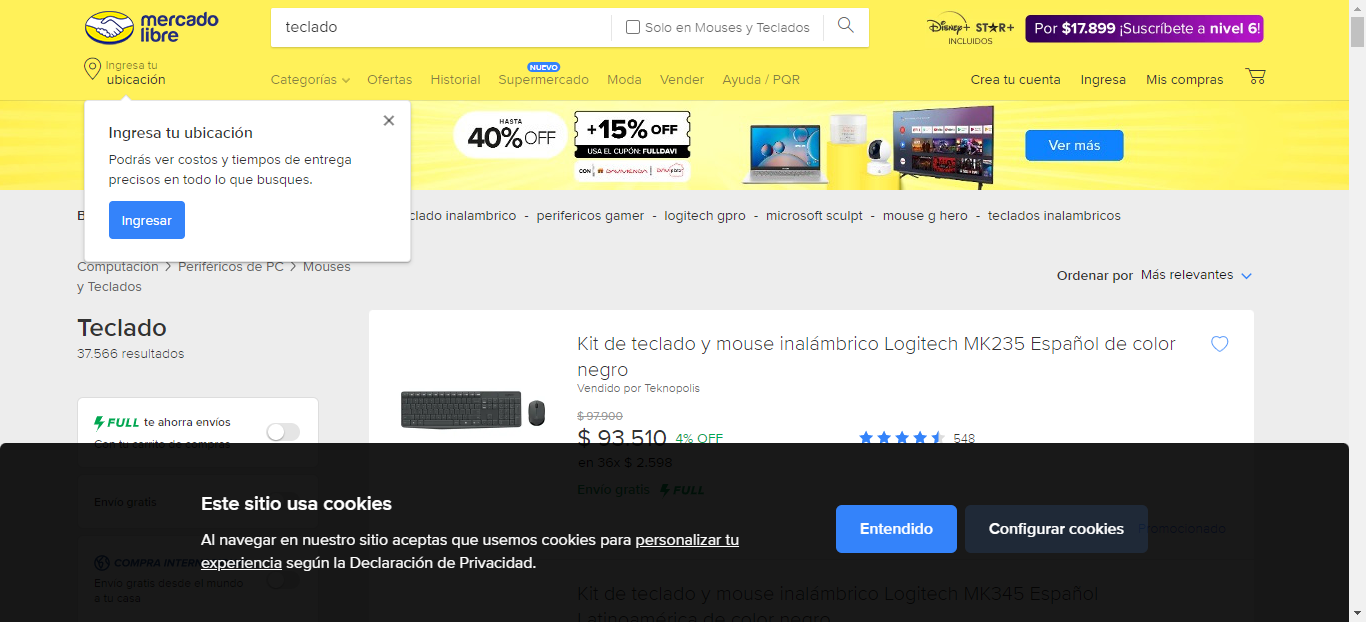 mercado
libre
teclado
Solo en Mouses y Teclados
Disney+ STAR+
INCLUIDOS
Por $17.899 ¡Suscríbete a nivel 6!
Ingresa tu
ubicación
Categorías
Ofertas
Historial
NUEVO
Supermercado
Moda
Vender
Ayuda / PQR
Crea tu cuenta
Ingresa
Mis compras
Ingresa tu ubicación
Podrás ver costos y tiempos de entrega
precisos en todo lo que busques.
Ingresar
HASTA
40% OFF
+15% OFF
USA EL CUPÓN: FULLDAVI
CON DAVIVIENDA
Ver más
clado inalambrico - perifericos gamer - logitech gpro - microsoft sculpt - mouse g hero - teclados inalambricos
Computación > Periféricos de PC > Mouses
y Teclados
Ordenar por Más relevantes
Teclado
37.566 resultados
FULL te ahorra envíos
Con tu carrito de compras
Envío gratis
COMPRA INTERN
Envío gratis desde el mundo
a tu casa
Kit de teclado y mouse inalámbrico Logitech MK235 Español de color
negro
Vendido por Teknopolis
$ 97.900
$ 93.510 4% OFF
548
en 36x $ 2.598
Envío gratis FULL
Promocionado
Kit de teclado y mouse inalámbrico Logitech MK345 Español
Latinoamérica de color negro
Este sitio usa cookies
Al navegar en nuestro sitio aceptas que usemos cookies para personalizar tu
experiencia según la Declaración de Privacidad.
Entendido
Configurar cookies